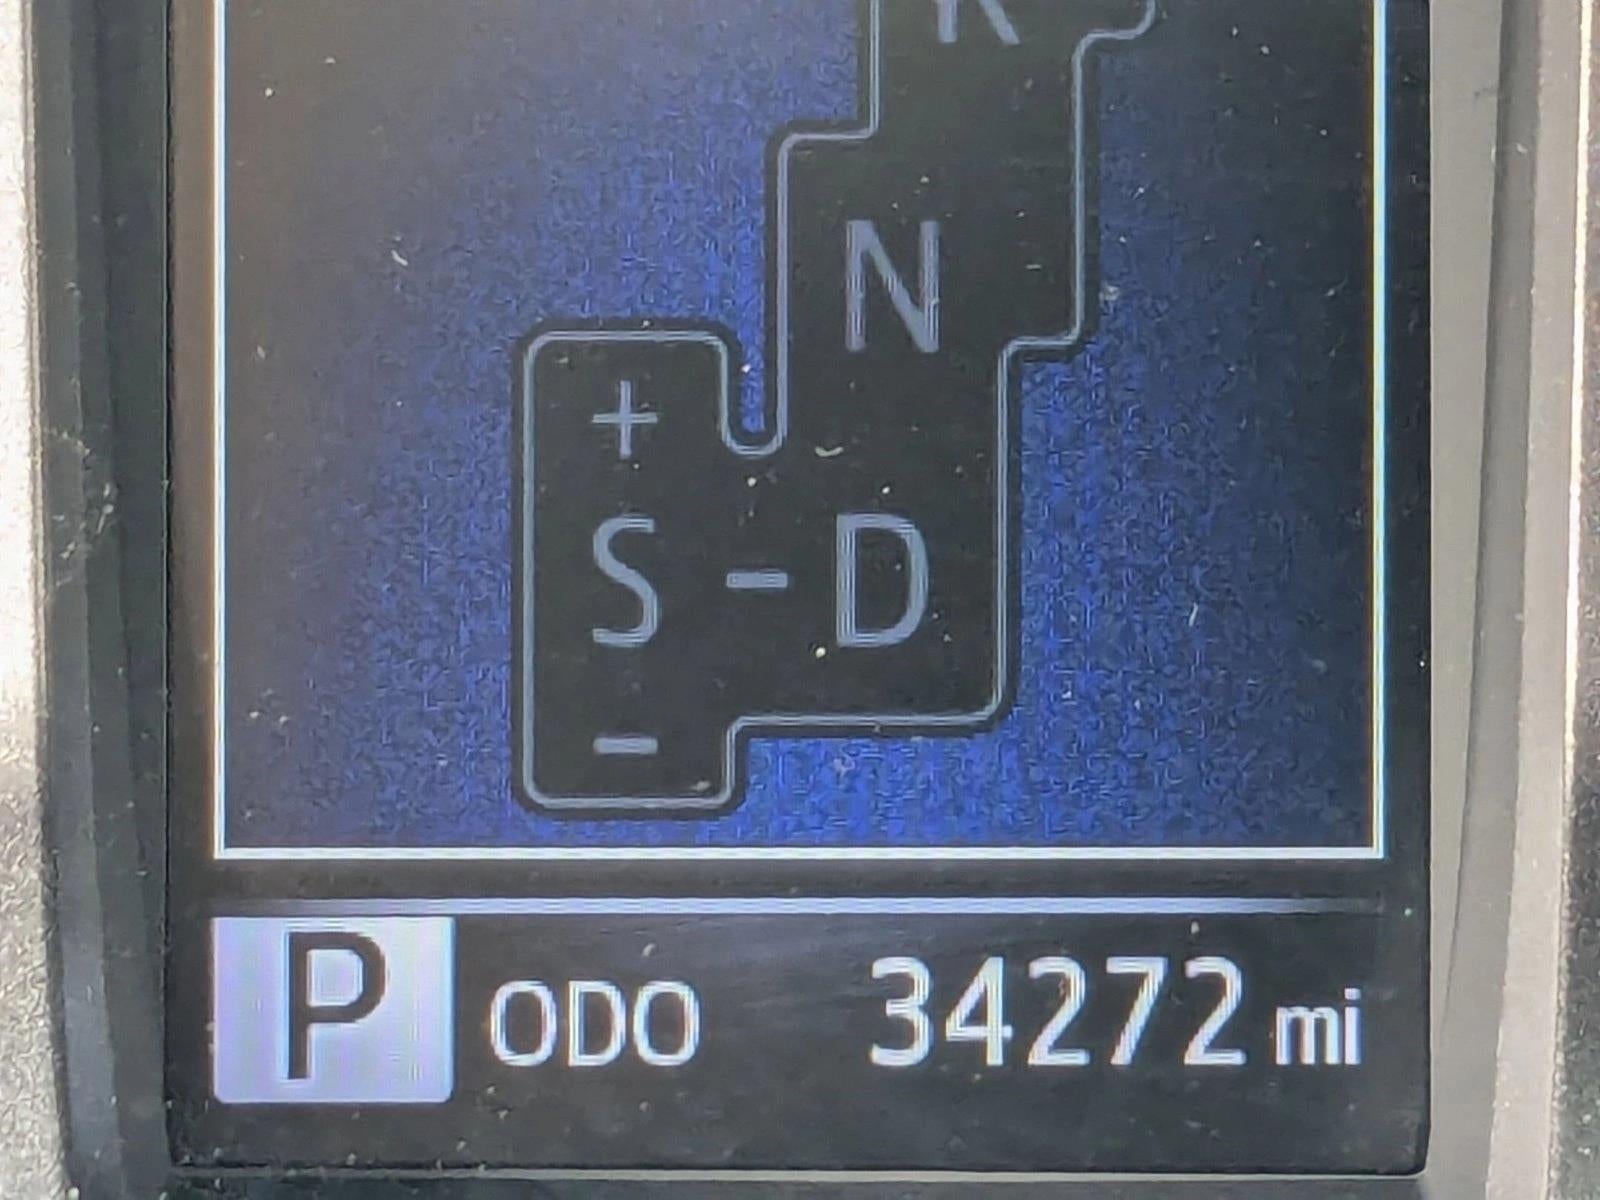 R
N
+
S - D
-
P ODO 34272 mi